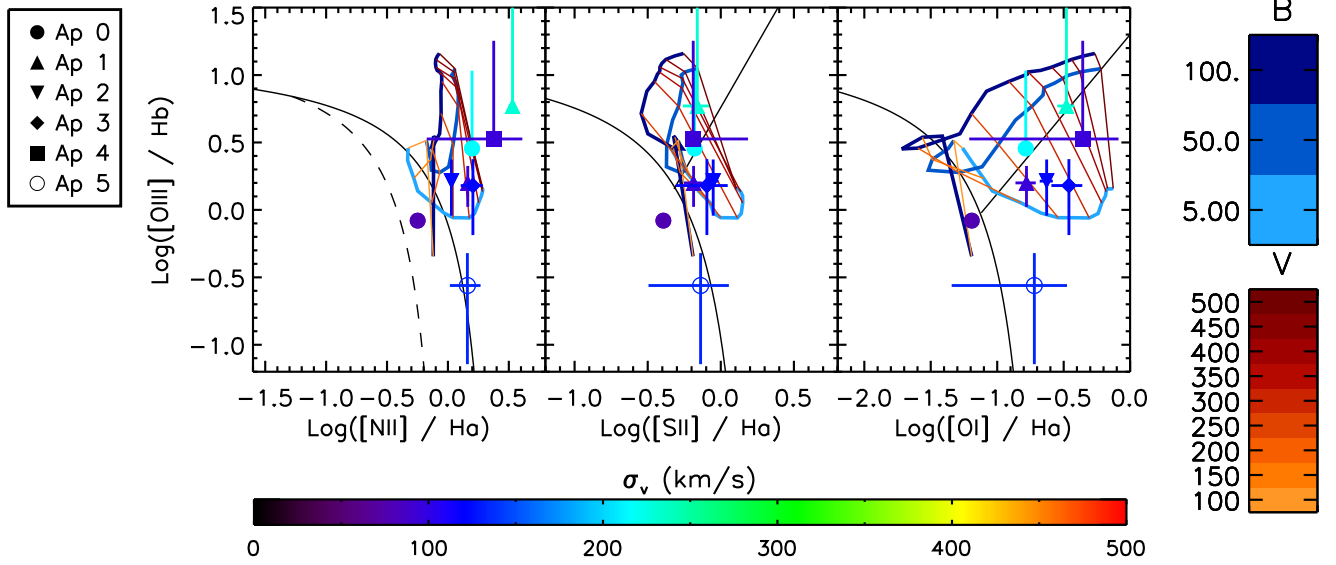 Ap 0
Ap 1
Ap 2
Ap 3
Ap 4
Ap 5
Log([OIII] / Hb)
1.5
1.0
0.5
0.0
−0.5
−1.0
−1.5 −1.0 −0.5 0.0 0.5
Log([NII] / Ha)
−1.0 −0.5 0.0 0.5
Log([SII] / Ha)
−2.0 −1.5 −1.0 −0.5 0.0
Log([OI] / Ha)
B
100.
50.0
5.00
V
500
450
400
350
300
250
200
150
100
σv (km/s)
0 100 200 300 400 500